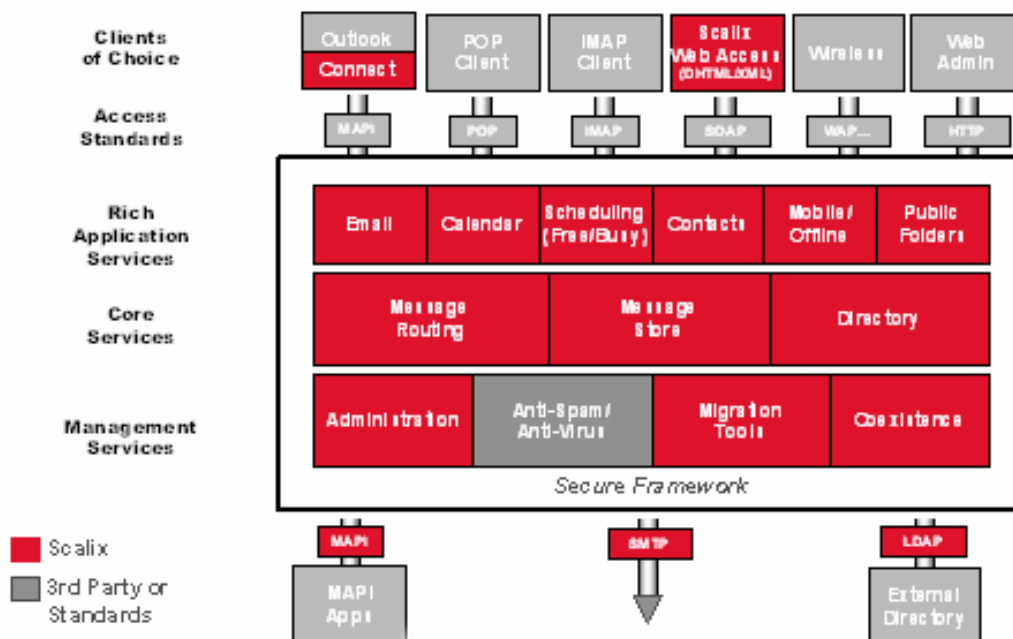 Clients
of Choice
Outlook
Connect
POP
Client
IMAP
Client
Scalix
Web Access
(DHTML/XML)
Wireless
Web
Admin
Access
Standards
MAPI
POP
IMAP
SOAP
WAP...
HTTP
Rich
Application
Services
Email
Calendar
Scheduling
(Free/Busy)
Contacts
Mobile/
Offline
Public
Folders
Core
Services
Message
Routing
Message
Store
Directory
Management
Services
Administration
Anti-Spam/
Anti-Virus
Migration
Tools
Coexistence
Secure Framework
Scalix
3rd Party or
Standards
MAPI
SMTP
LDAP
MAPI
Apps
External
Directory